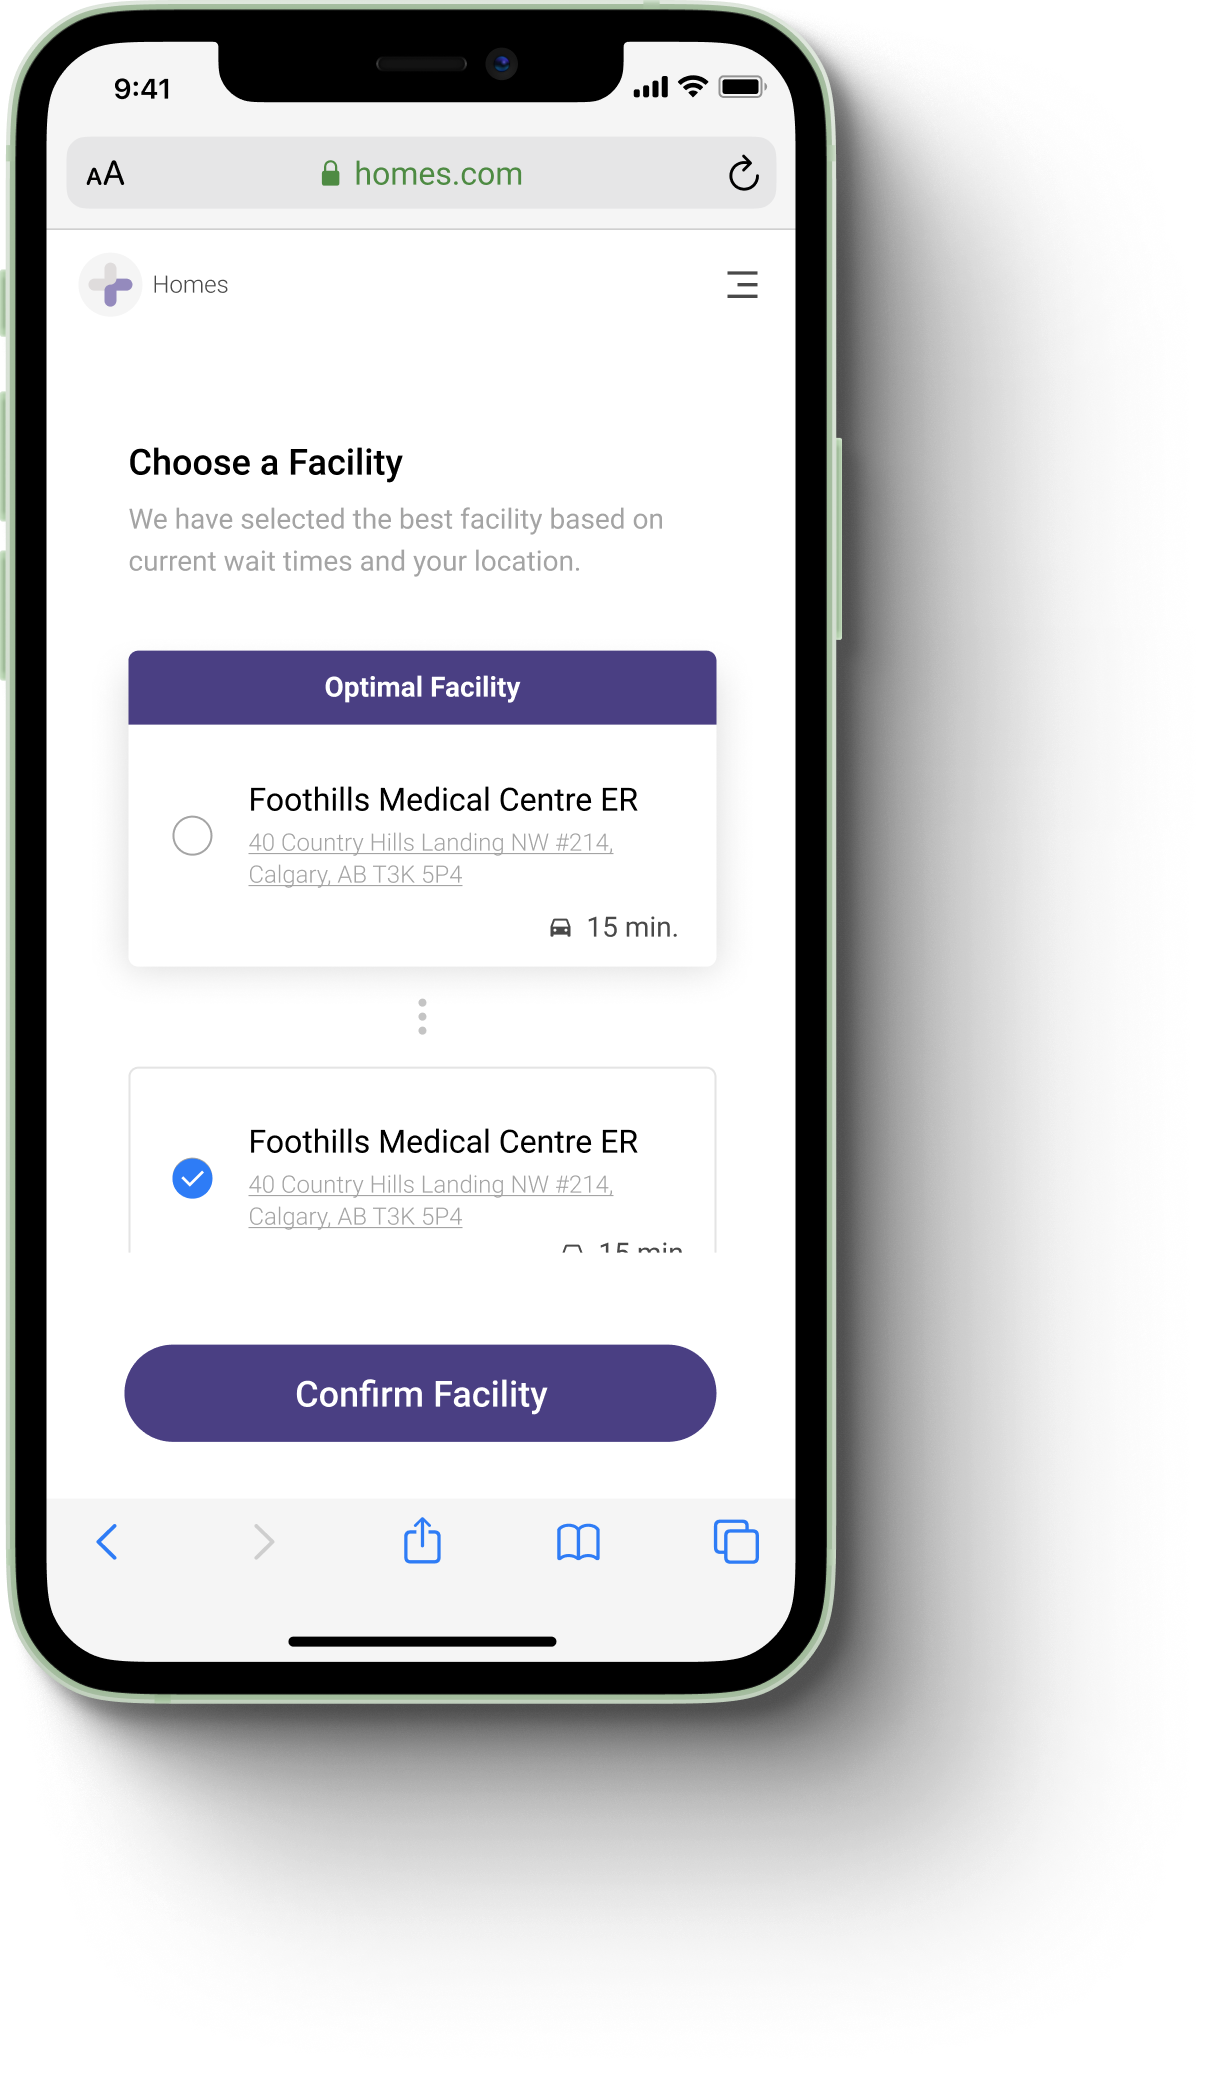 9:41
AA
homes.com
Homes
Choose a Facility
We have selected the best facility based on
current wait times and your location.
Optimal Facility
Foothills Medical Centre ER
40 Country Hills Landing NW #214,
Calgary, AB T3K 5P4
15 min.
Foothills Medical Centre ER
40 Country Hills Landing NW #214,
Calgary, AB T3K 5P4
15 min
Confirm Facility